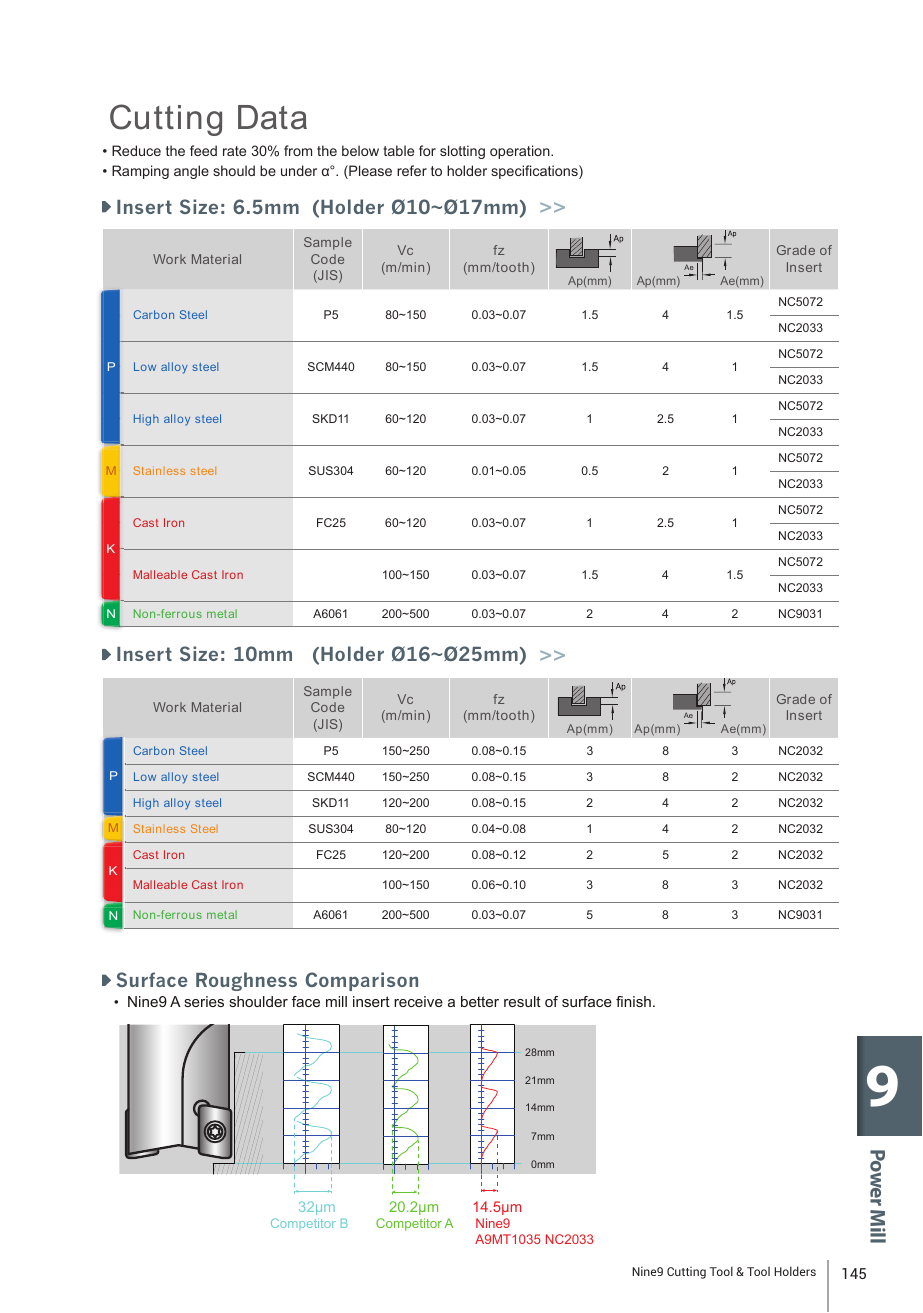 Cutting Data
• Reduce the feed rate 30% from the below table for slotting operation.
• Ramping angle should be under α°. (Please refer to holder specifications)
Insert Size: 6.5mm (Holder Ø10~Ø17mm) >>
Work Material Sample Code (JIS) Vc (m/min) fz (mm/tooth) Ap Ap(mm) Ap Ae Ap(mm) Ae(mm) Grade of Insert
P Carbon Steel P5 80~150 0.03~0.07 1.5 4 1.5 NC5072 NC2033
Low alloy steel SCM440 80~150 0.03~0.07 1.5 4 1 NC5072 NC2033
High alloy steel SKD11 60~120 0.03~0.07 1 2.5 1 NC5072 NC2033
M Stainless steel SUS304 60~120 0.01~0.05 0.5 2 1 NC5072 NC2033
K Cast Iron FC25 60~120 0.03~0.07 1 2.5 1 NC5072 NC2033
Malleable Cast Iron 100~150 0.03~0.07 1.5 4 1.5 NC5072 NC2033
N Non-ferrous metal A6061 200~500 0.03~0.07 2 4 2 NC9031
Insert Size: 10mm (Holder Ø16~Ø25mm) >>
Work Material Sample Code (JIS) Vc (m/min) fz (mm/tooth) Ap Ap(mm) Ap Ae Ap(mm) Ae(mm) Grade of Insert
P Carbon Steel P5 150~250 0.08~0.15 3 8 3 NC2032
Low alloy steel SCM440 150~250 0.08~0.15 3 8 2 NC2032
High alloy steel SKD11 120~200 0.08~0.15 2 4 2 NC2032
M Stainless Steel SUS304 80~120 0.04~0.08 1 4 2 NC2032
K Cast Iron FC25 120~200 0.08~0.12 2 5 2 NC2032
Malleable Cast Iron 100~150 0.06~0.10 3 8 3 NC2032
N Non-ferrous metal A6061 200~500 0.03~0.07 5 8 3 NC9031
Surface Roughness Comparison
• Nine9 A series shoulder face mill insert receive a better result of surface finish.
28mm
21mm
14mm
7mm
0mm
32μm 20.2μm 14.5μm
Competitor B Competitor A Nine9
A9MT1035 NC2033
9
Power Mill
Nine9 Cutting Tool & Tool Holders 145